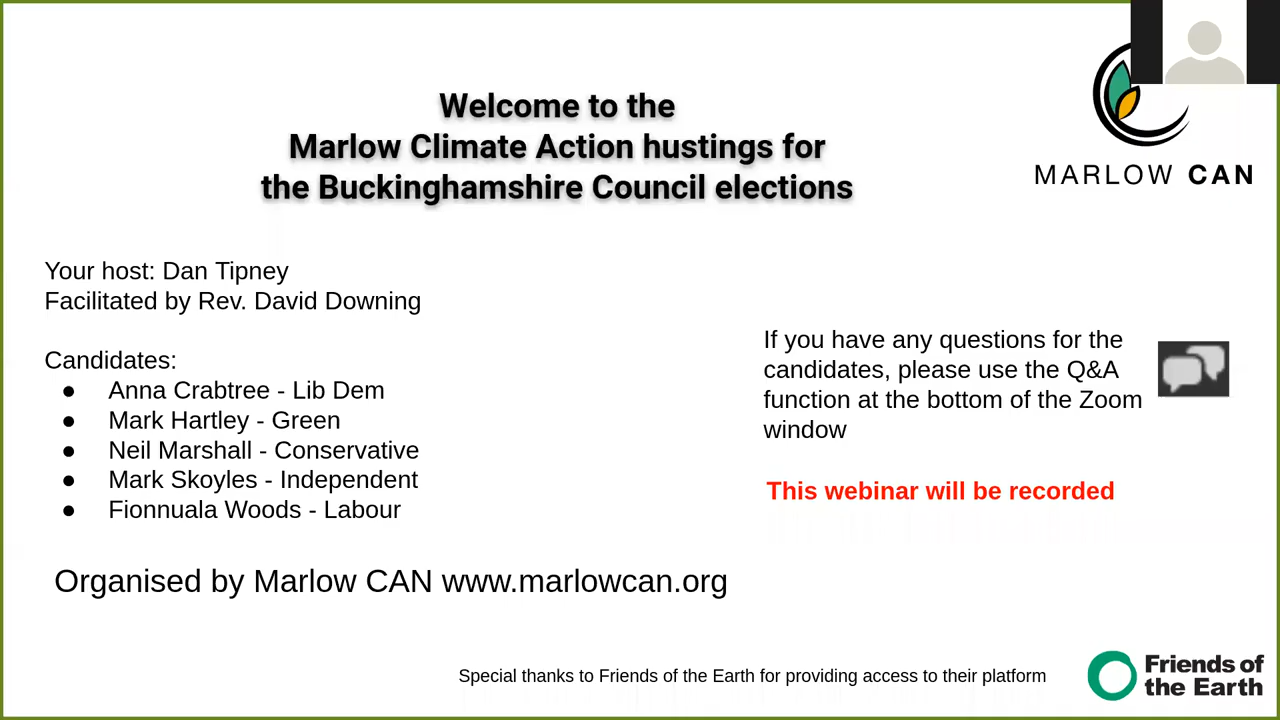 Welcome to the
Marlow Climate Action hustings for
the Buckinghamshire Council elections
MARLOW CAN
Your host: Dan Tipney
Facilitated by Rev. David Downing
Candidates:
● Anna Crabtree - Lib Dem
● Mark Hartley - Green
● Neil Marshall - Conservative
● Mark Skoyles - Independent
● Fionnuala Woods - Labour
If you have any questions for the
candidates, please use the Q&A
function at the bottom of the Zoom
window
This webinar will be recorded
Organised by Marlow CAN www.marlowcan.org
Special thanks to Friends of the Earth for providing access to their platform
Friends of
the Earth